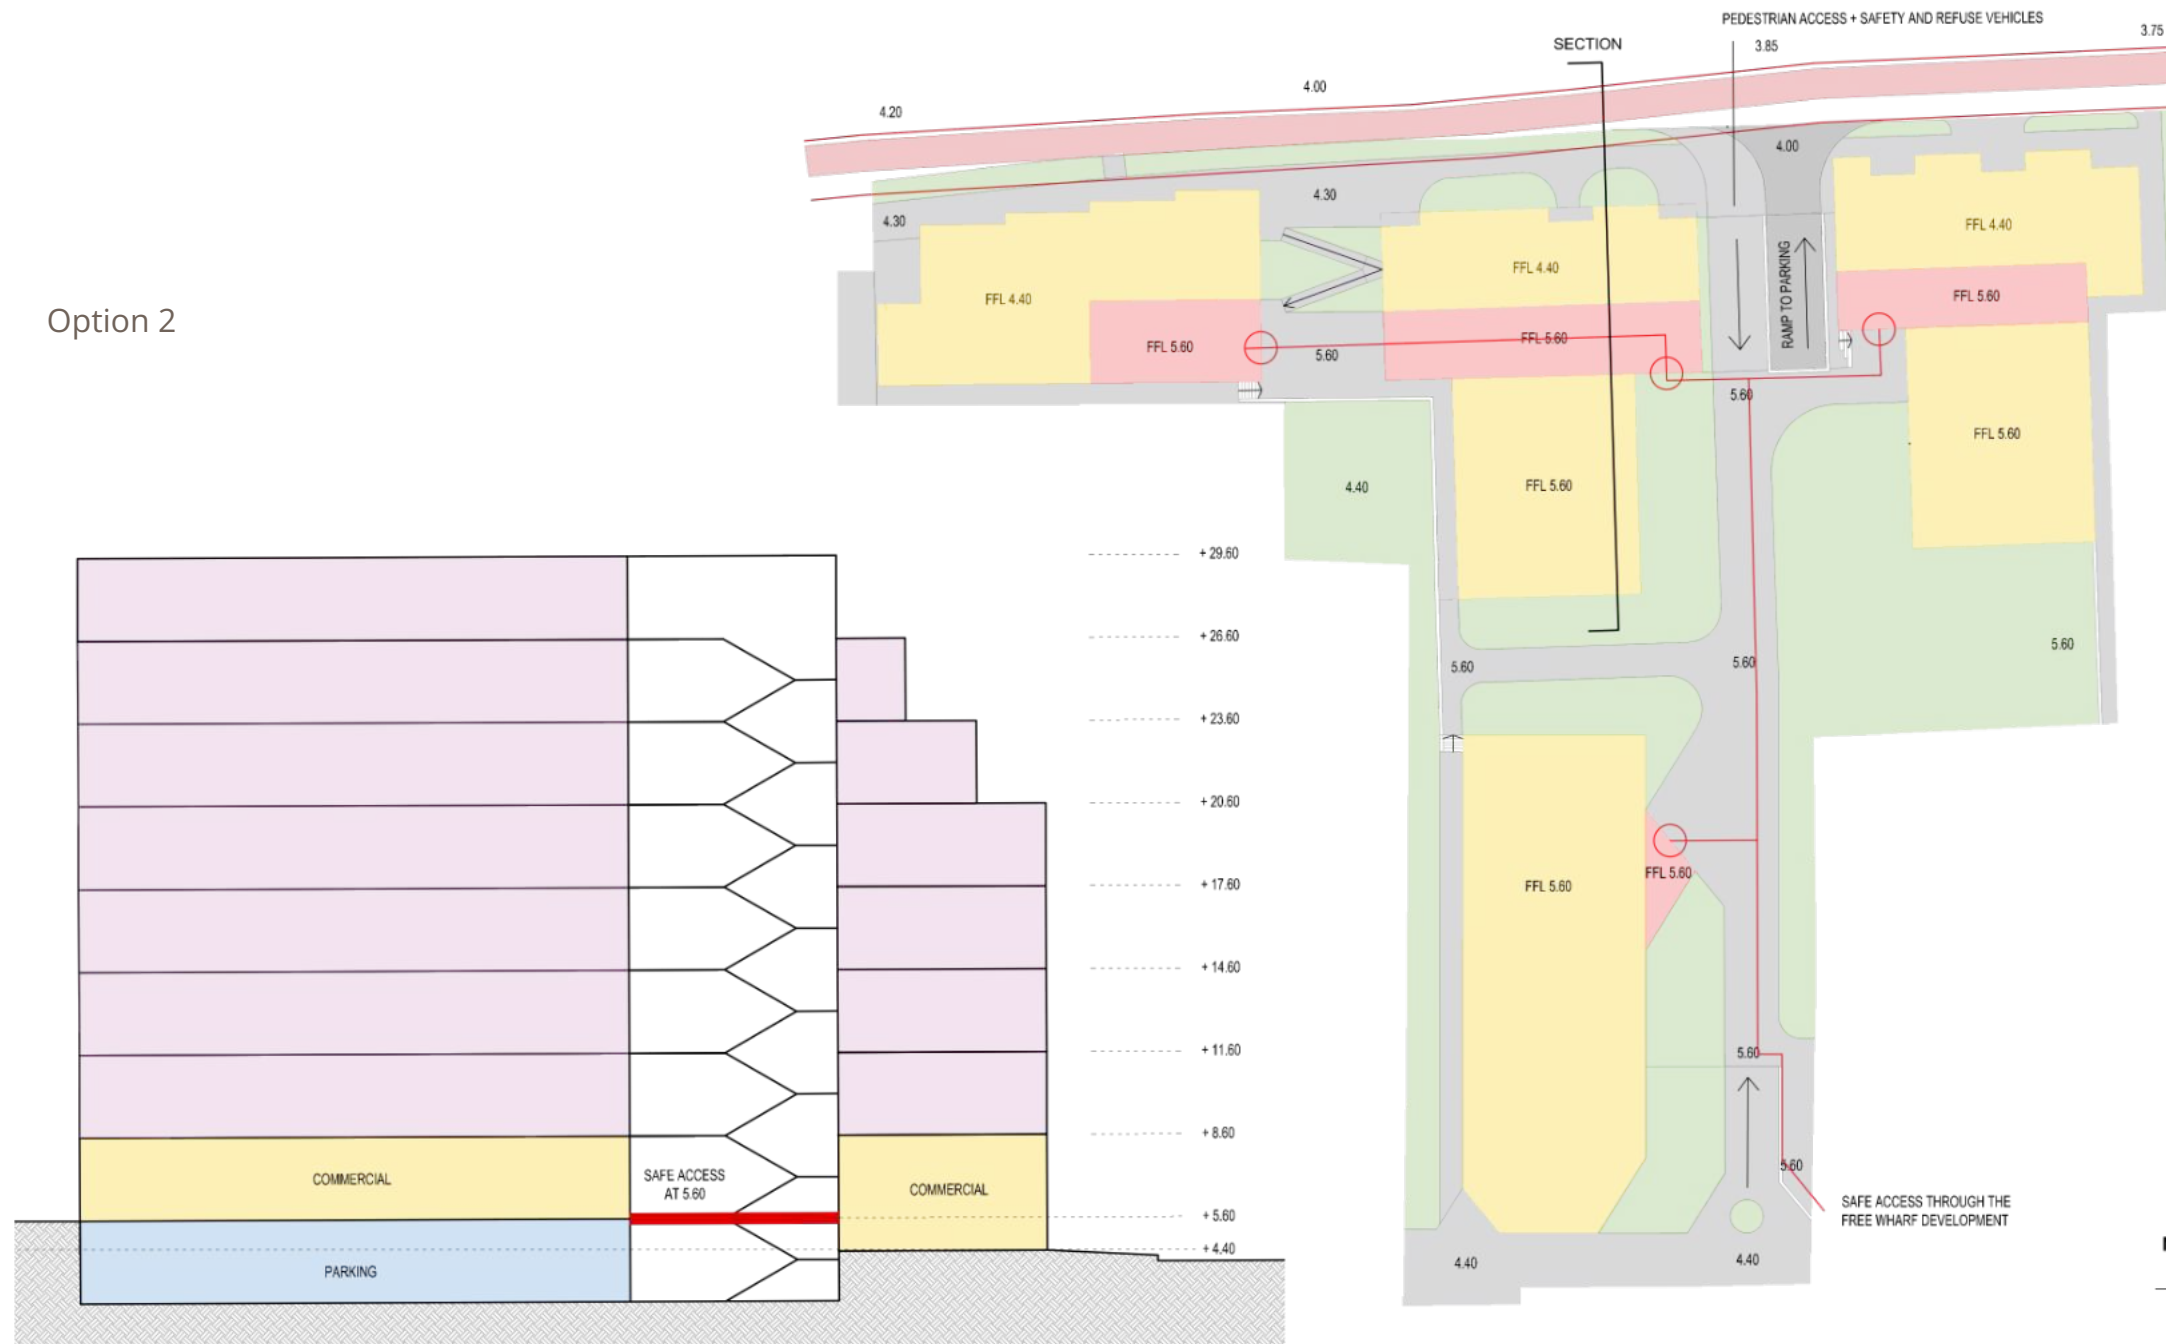 PEDESTRIAN ACCESS + SAFETY AND REFUSE VEHICLES
SECTION
3.85
3.75
4.00
4.20
4.00
4.30
4.30
FFL 4.40
FFL 4.40
FFL 4.40
RAMP TO PARKING
FFL 5.60
FFL 5.60
FFL 5.60
5.60
5.60
Option 2
FFL 5.60
FFL 5.60
4.40
5.60
5.60
5.60
FFL 5.60
FFL 5.60
5.60
5.60
SAFE ACCESS THROUGH THE
FREE WHARF DEVELOPMENT
4.40
4.40
+ 29.60
+ 26.60
+ 23.60
+ 20.60
+ 17.60
+ 14.60
+ 11.60
+ 8.60
+ 5.60
+ 4.40
COMMERCIAL
SAFE ACCESS
AT 5.60
COMMERCIAL
PARKING